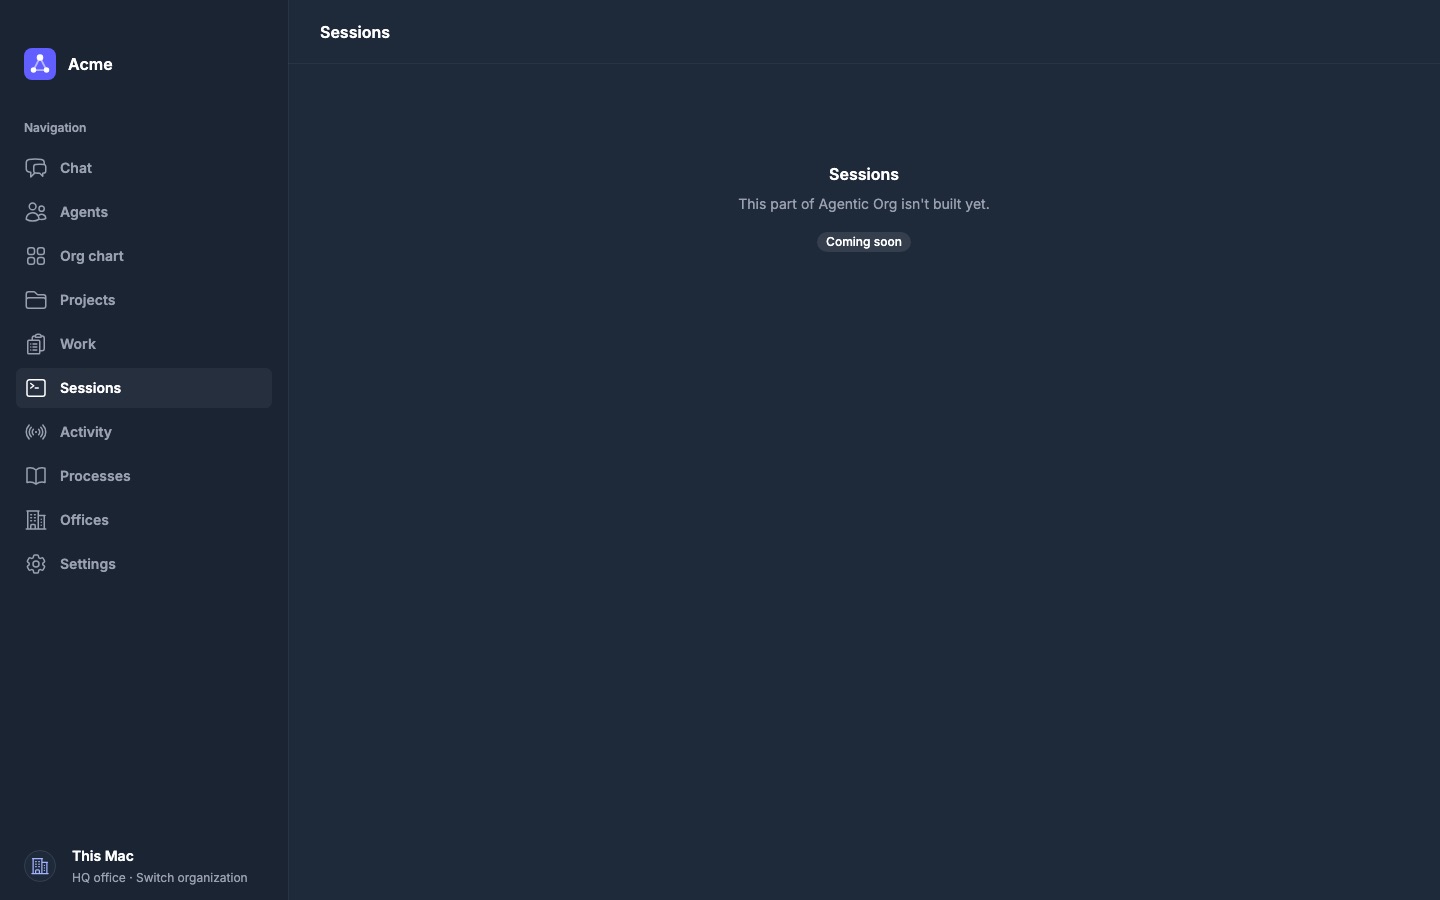 Acme
Navigation
Chat
Agents
Org chart
Projects
Work
Sessions
Activity
Processes
Offices
Settings
This Mac
HQ office · Switch organization
Sessions
Sessions
This part of Agentic Org isn't built yet.
Coming soon